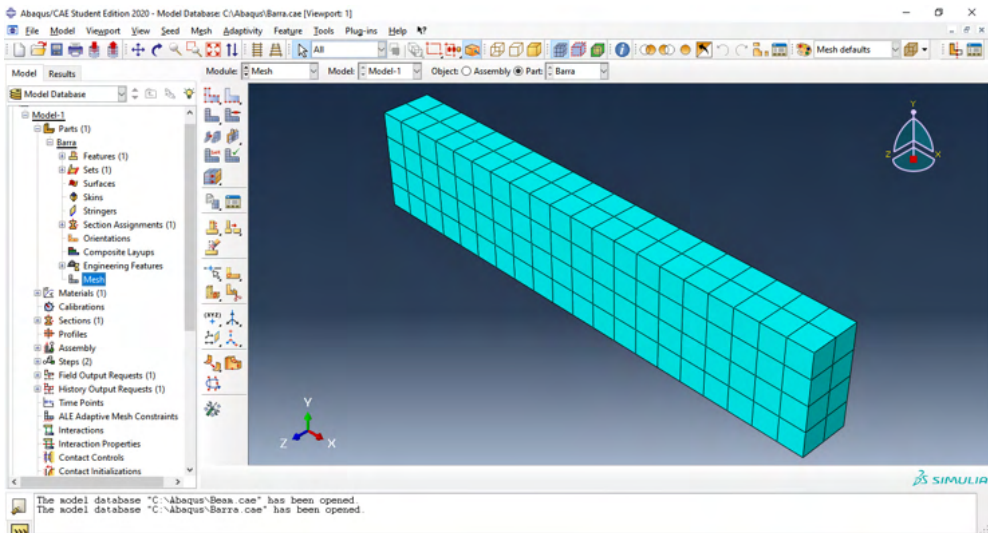 Abaqus/CAE Student Edition 2020 - Model Database: C:\Abaqus\Barra.cae [Viewport: 1]
File Model Viewport View Seed Mesh Adaptivity Feature Tools Plug-ins Help
All Mesh defaults
Model Results
Module: Mesh Model: Model-1 Object: Assembly Part: Barra
Model Database
Model-1
Parts (1)
Barra
Features (1)
Sets (1)
Surfaces
Skins
Stringers
Section Assignments (1)
Orientations
Composite Layups
Engineering Features
Mesh
Materials (1)
Calibrations
Sections (1)
Profiles
Assembly
Steps (2)
Field Output Requests (1)
History Output Requests (1)
Time Points
ALE Adaptive Mesh Constraints
Interactions
Interaction Properties
Contact Controls
Contact Initializations
(XYZ)
Y
Z X
Y
Z X
SIMULIA
The model database "C:\Abaqus\Beam.cae" has been opened.
The model database "C:\Abaqus\Barra.cae" has been opened.
>>>